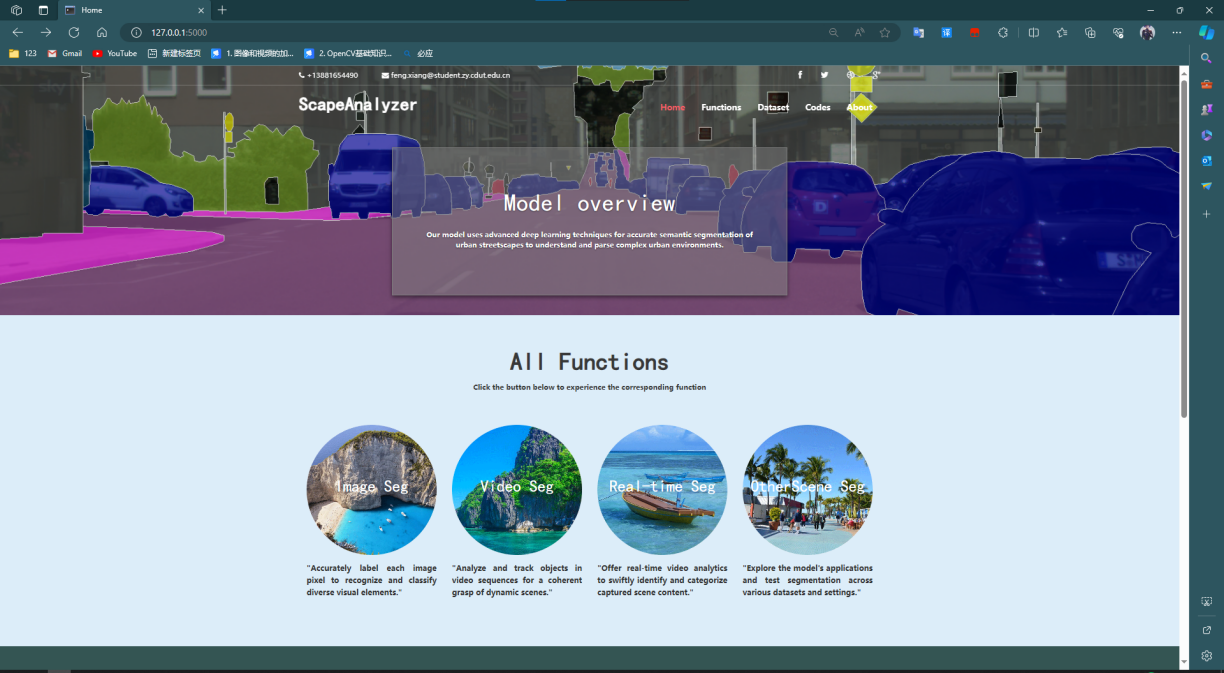 Home
127.0.0.1:5000
123
Gmail
YouTube
新建标签页
1. 图像和视频的加...
2. OpenCV基础知识...
必应
+13881654490
feng.xiang@student.zy.cdut.edu.cn
ScapeAnalyzer
Home
Functions
Dataset
Codes
About
Model overview
Our model uses advanced deep learning techniques for accurate semantic segmentation of
urban streetscapes to understand and parse complex urban environments.
All Functions
Click the button below to experience the corresponding function
Image Seg
Video Seg
Real-time Seg
OtherScene Seg
"Accurately label each image
pixel to recognize and classify
diverse visual elements."
"Analyze and track objects in
video sequences for a coherent
grasp of dynamic scenes."
"Offer real-time video analytics
to swiftly identify and categorize
captured scene content."
"Explore the model's applications
and test segmentation across
various datasets and settings."